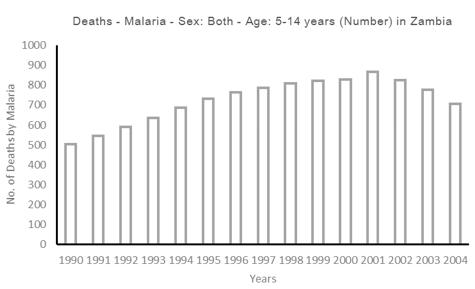 Deaths - Malaria - Sex: Both - Age: 5-14 years (Number) in Zambia
No. of Deaths by Malaria
1000
900
800
700
600
500
400
300
200
100
0
1990 1991 1992 1993 1994 1995 1996 1997 1998 1999 2000 2001 2002 2003 2004
Years